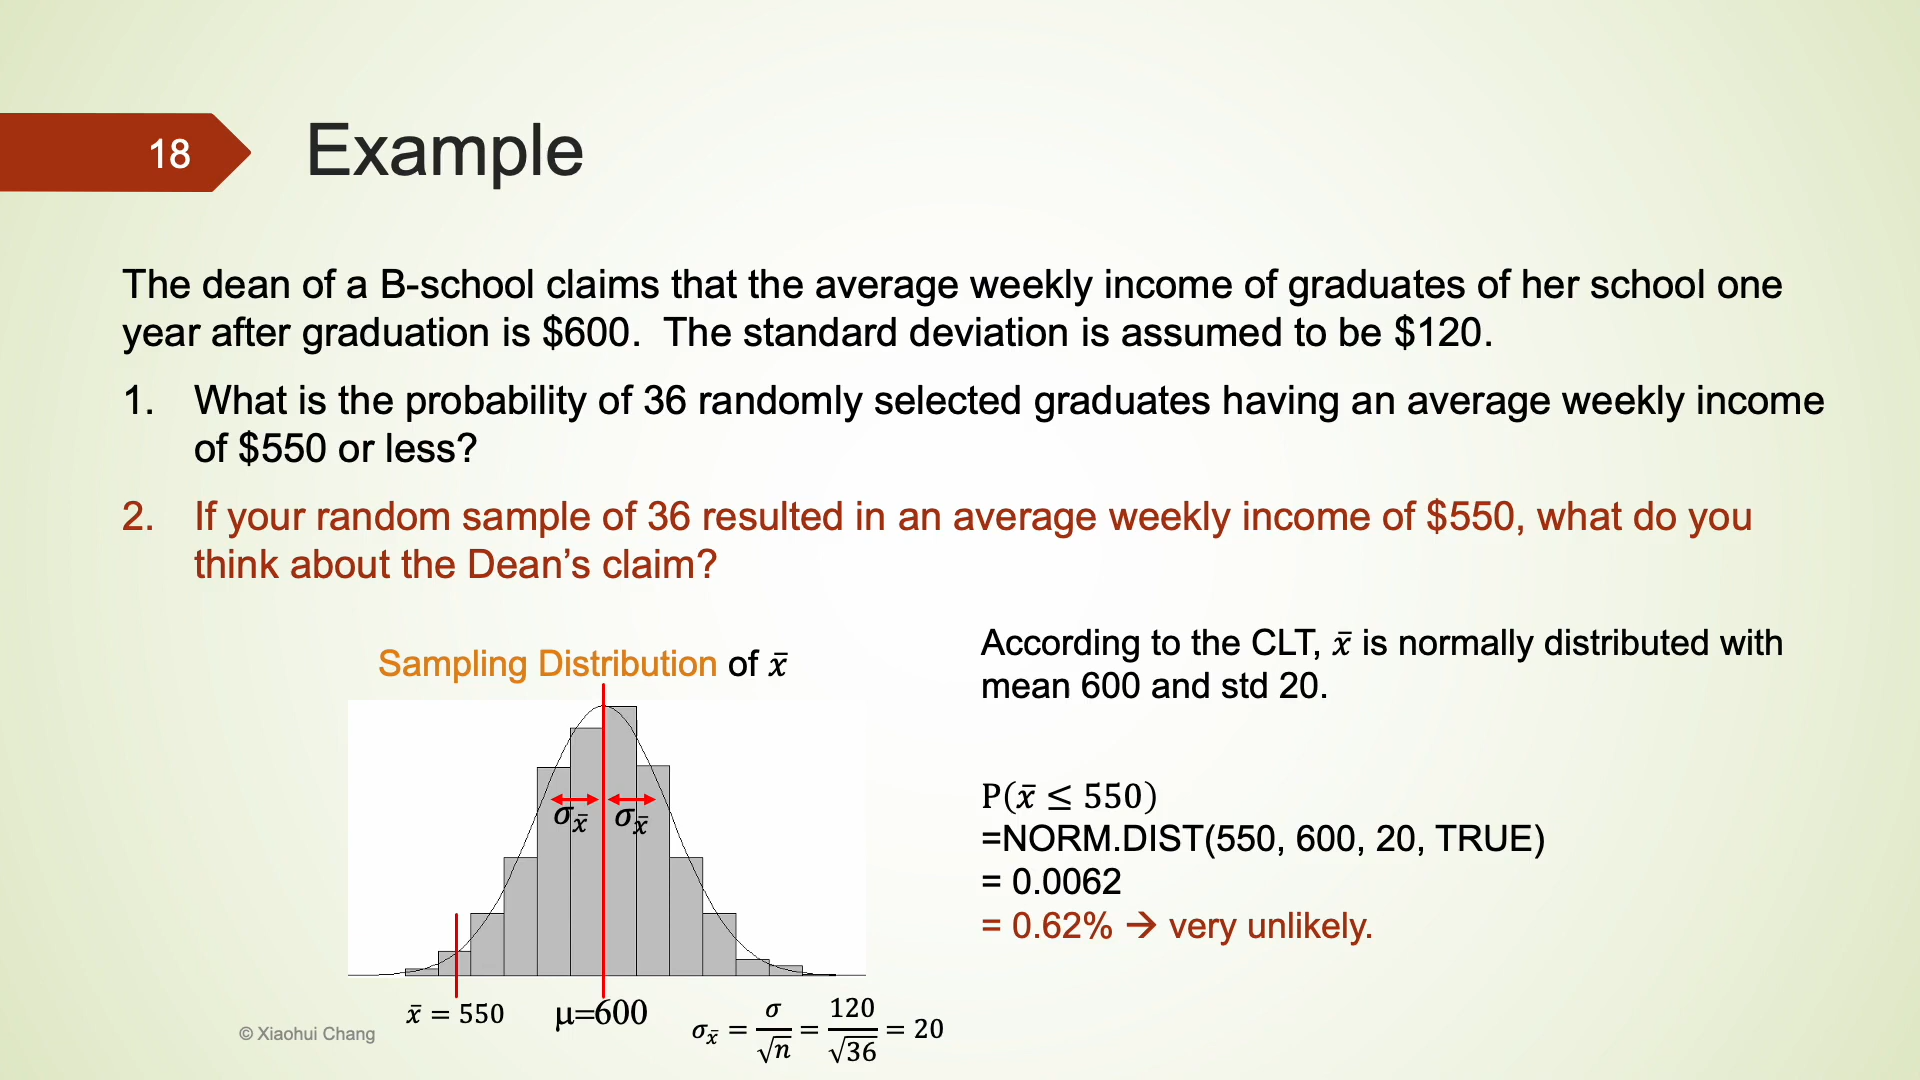 18
Example
The dean of a B-school claims that the average weekly income of graduates of her school one
year after graduation is $600.  The standard deviation is assumed to be $120.
1. What is the probability of 36 randomly selected graduates having an average weekly income
of $550 or less?
2. If your random sample of 36 resulted in an average weekly income of $550, what do you
think about the Dean’s claim?
Sampling Distribution of x̄
σx̄ σx̄
x̄ = 550
μ=600
σx̄ = σ/√n = 120/√36 = 20
According to the CLT, x̄ is normally distributed with
mean 600 and std 20.
P(x̄ ≤ 550)
=NORM.DIST(550, 600, 20, TRUE)
= 0.0062
= 0.62% → very unlikely.
© Xiaohui Chang